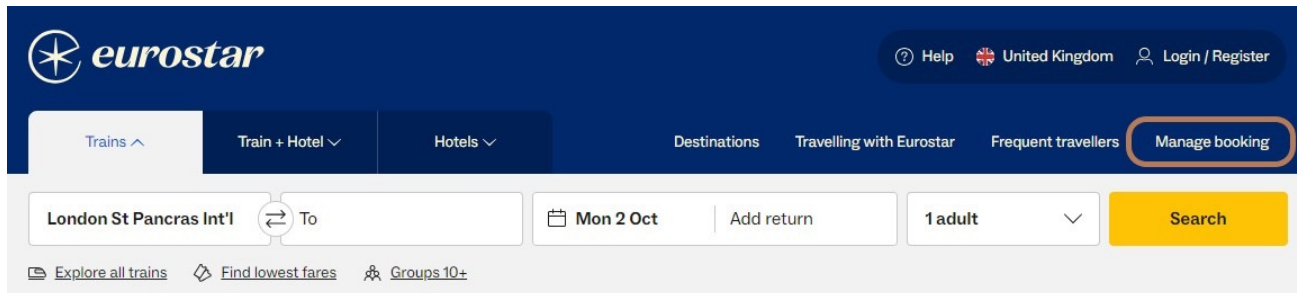 eurostar
Help United Kingdom Login / Register
Trains Train + Hotel Hotels Destinations Travelling with Eurostar Frequent travellers Manage booking
London St Pancras Int'l To Mon 2 Oct Add return 1 adult Search
Explore all trains Find lowest fares Groups 10+